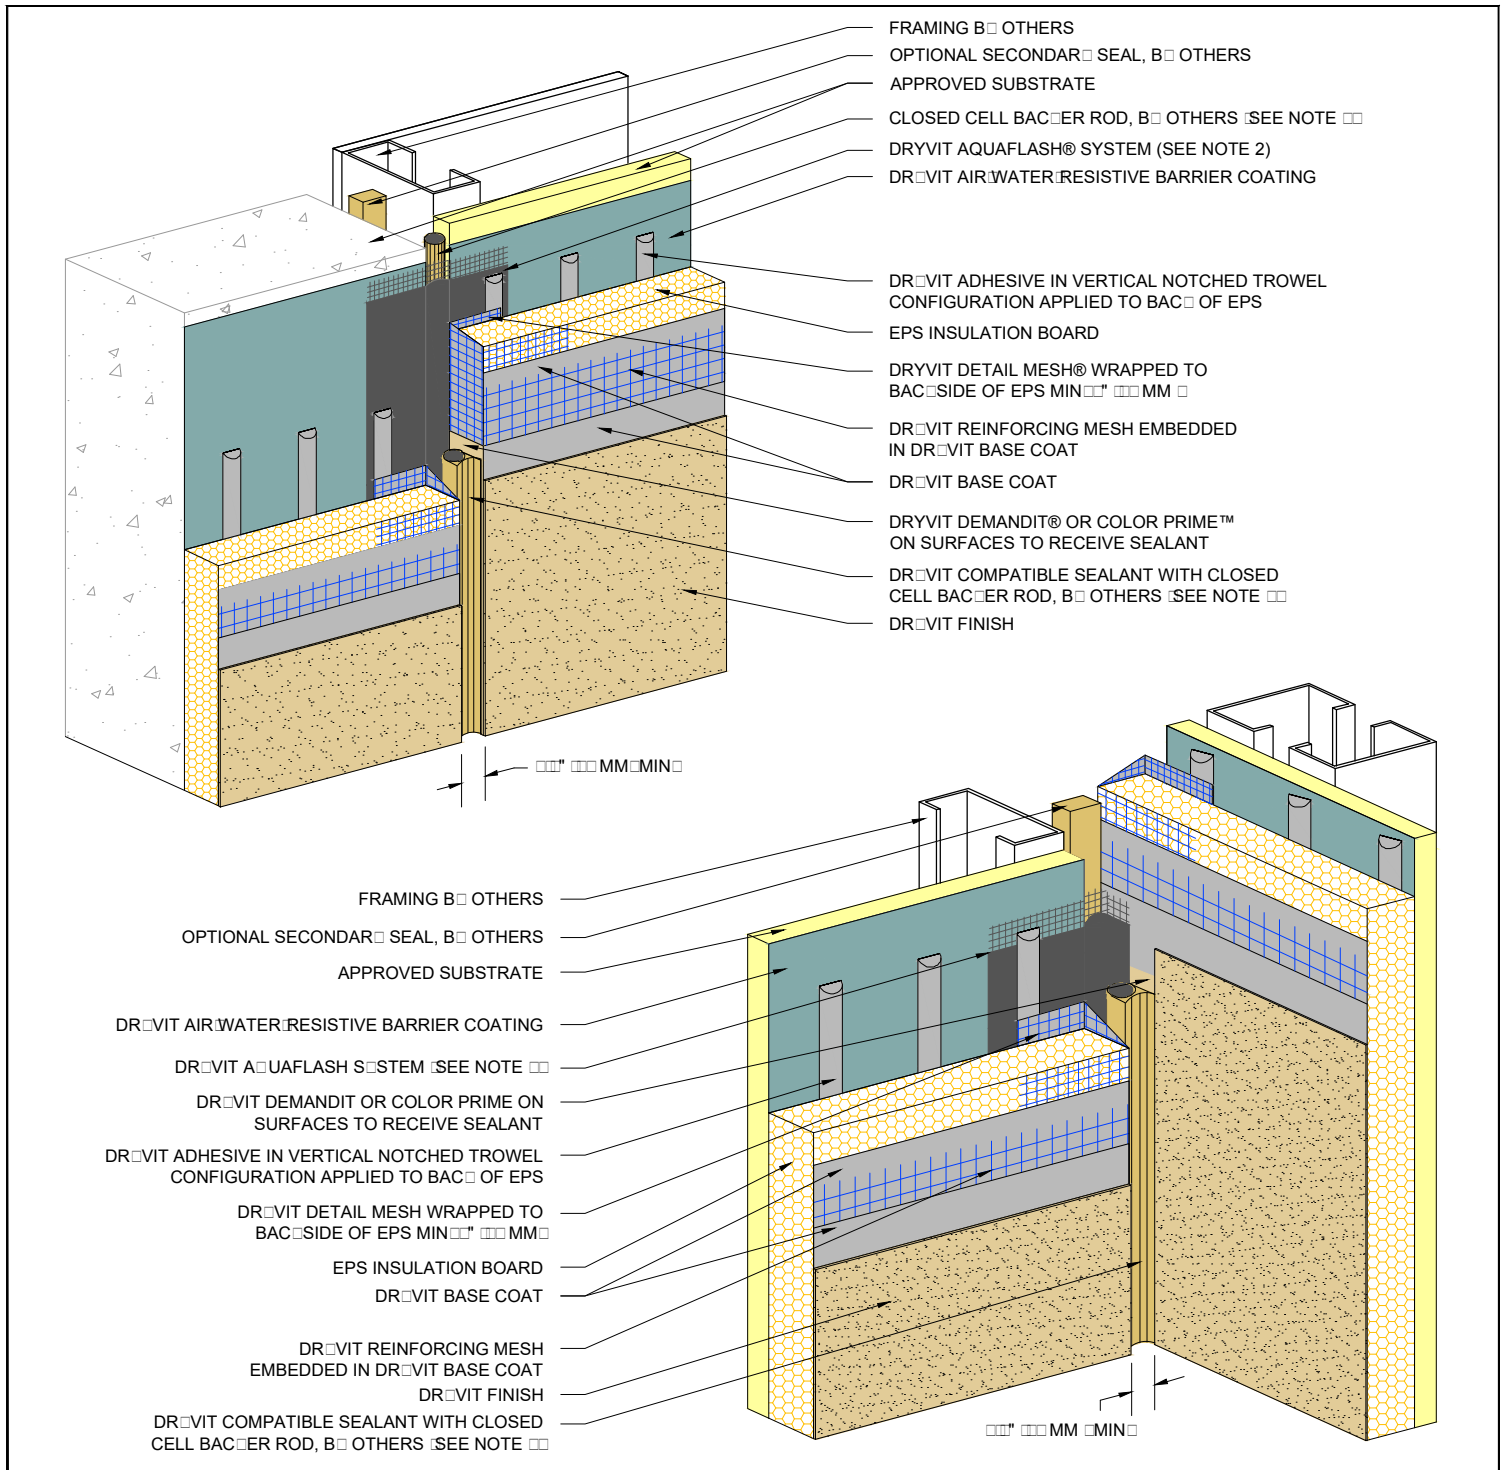 FRAMING B□ OTHERS
OPTIONAL SECONDAR□ SEAL, B□ OTHERS
APPROVED SUBSTRATE
CLOSED CELL BAC□ER ROD, B□ OTHERS □SEE NOTE □□
DRYVIT AQUAFLASH® SYSTEM (SEE NOTE 2)
DR□VIT AIR□WATER□RESISTIVE BARRIER COATING
DR□VIT ADHESIVE IN VERTICAL NOTCHED TROWEL
CONFIGURATION APPLIED TO BAC□ OF EPS
EPS INSULATION BOARD
DRYVIT DETAIL MESH® WRAPPED TO
BAC□SIDE OF EPS MIN□□" □□□ MM □
DR□VIT REINFORCING MESH EMBEDDED
IN DR□VIT BASE COAT
DR□VIT BASE COAT
DRYVIT DEMANDIT® OR COLOR PRIME™
ON SURFACES TO RECEIVE SEALANT
DR□VIT COMPATIBLE SEALANT WITH CLOSED
CELL BAC□ER ROD, B□ OTHERS □SEE NOTE □□
DR□VIT FINISH
□□□" □□□ MM□MIN□
FRAMING B□ OTHERS
OPTIONAL SECONDAR□ SEAL, B□ OTHERS
APPROVED SUBSTRATE
DR□VIT AIR□WATER□RESISTIVE BARRIER COATING
DR□VIT A□UAFLASH S□STEM □SEE NOTE □□
DR□VIT DEMANDIT OR COLOR PRIME ON
SURFACES TO RECEIVE SEALANT
DR□VIT ADHESIVE IN VERTICAL NOTCHED TROWEL
CONFIGURATION APPLIED TO BAC□ OF EPS
DR□VIT DETAIL MESH WRAPPED TO
BAC□SIDE OF EPS MIN□□" □□□ MM□
EPS INSULATION BOARD
DR□VIT BASE COAT
DR□VIT REINFORCING MESH
EMBEDDED IN DR□VIT BASE COAT
DR□VIT FINISH
DR□VIT COMPATIBLE SEALANT WITH CLOSED
CELL BAC□ER ROD, B□ OTHERS □SEE NOTE □□
□□□" □□□ MM □MIN□